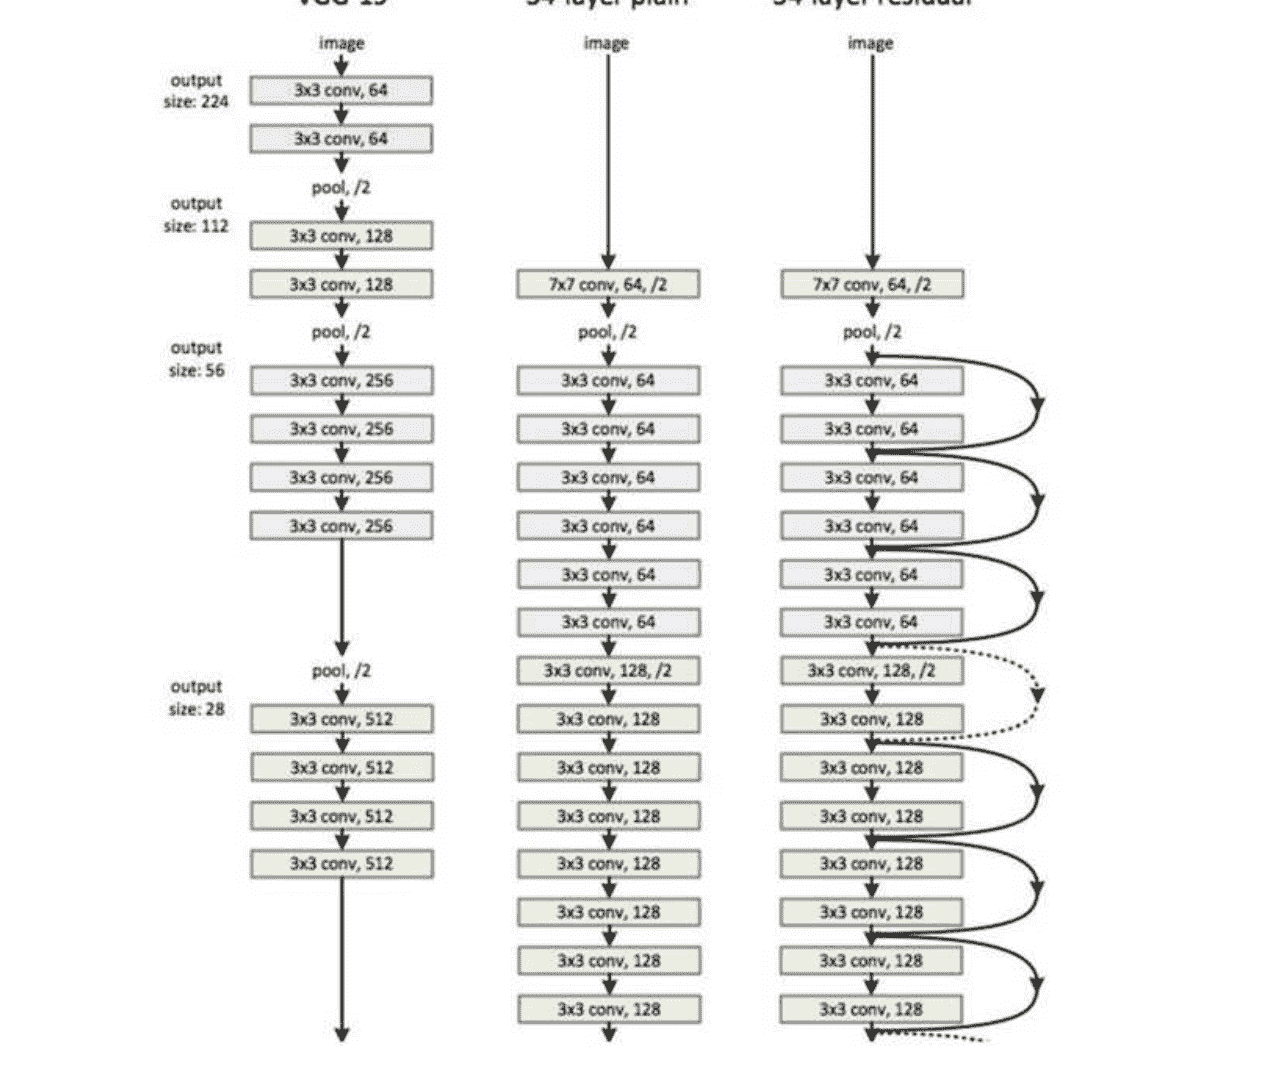 image
output
size: 224
3x3 conv, 64
3x3 conv, 64
pool, /2
output
size: 112
3x3 conv, 128
3x3 conv, 128
pool, /2
output
size: 56
3x3 conv, 256
3x3 conv, 256
3x3 conv, 256
3x3 conv, 256
pool, /2
output
size: 28
3x3 conv, 512
3x3 conv, 512
3x3 conv, 512
3x3 conv, 512
image
7x7 conv, 64, /2
pool, /2
3x3 conv, 64
3x3 conv, 64
3x3 conv, 64
3x3 conv, 64
3x3 conv, 64
3x3 conv, 64
3x3 conv, 128, /2
3x3 conv, 128
3x3 conv, 128
3x3 conv, 128
3x3 conv, 128
3x3 conv, 128
3x3 conv, 128
3x3 conv, 128
image
7x7 conv, 64, /2
pool, /2
3x3 conv, 64
3x3 conv, 64
3x3 conv, 64
3x3 conv, 64
3x3 conv, 64
3x3 conv, 64
3x3 conv, 128, /2
3x3 conv, 128
3x3 conv, 128
3x3 conv, 128
3x3 conv, 128
3x3 conv, 128
3x3 conv, 128
3x3 conv, 128